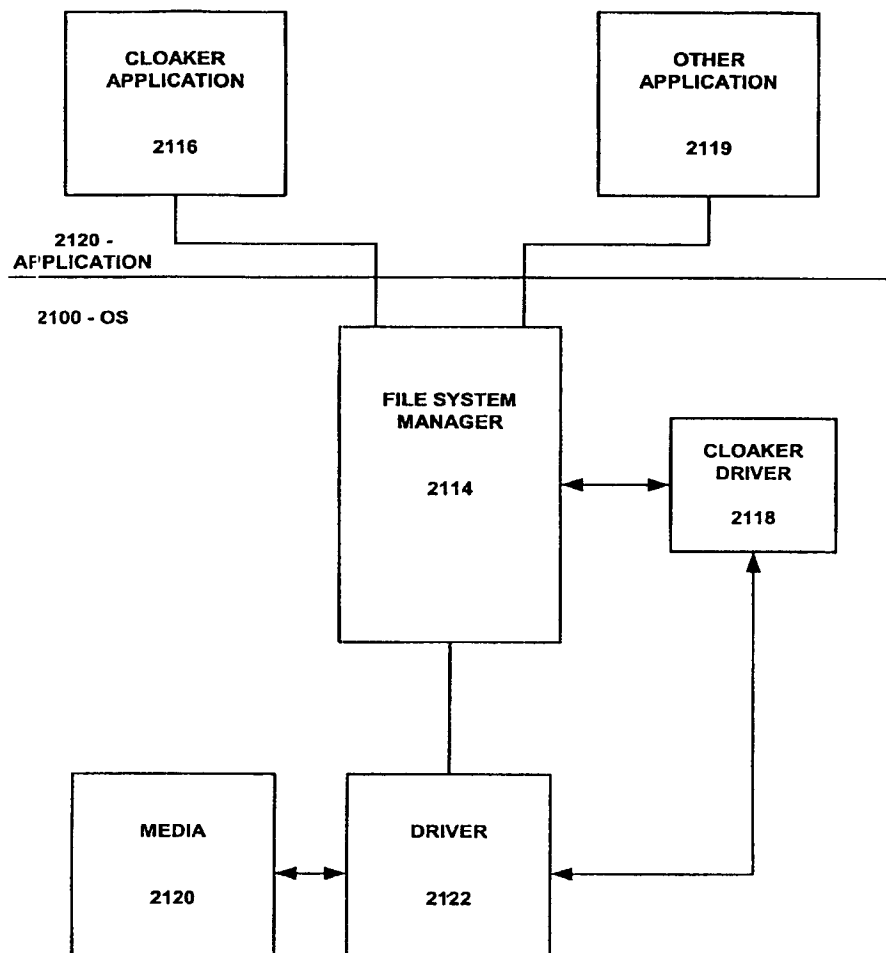 CLOAKER
APPLICATION
2116
OTHER
APPLICATION
2119
2120 -
APPLICATION
2100 - OS
FILE SYSTEM
MANAGER
2114
CLOAKER
DRIVER
2118
MEDIA
2120
DRIVER
2122